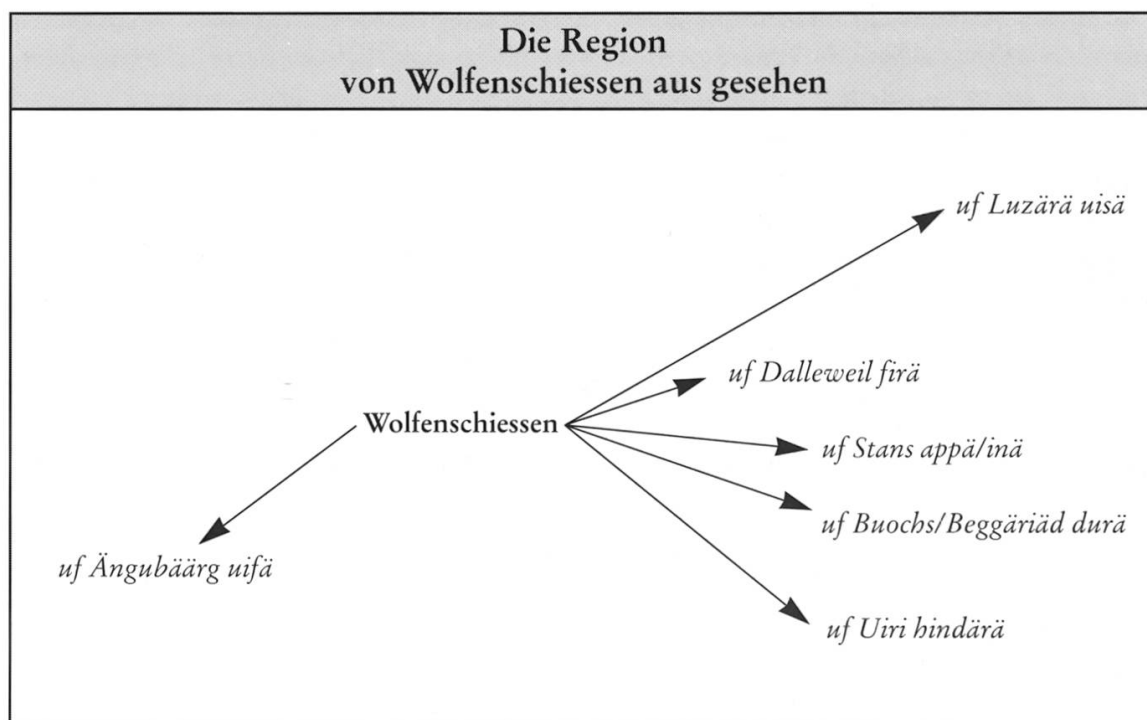 Die Region
von Wolfenschiessen aus gesehen
uf Luzärä uisä
uf Dalleweil firä
Wolfenschiessen
uf Stans appä/inä
uf Buochs/Beggäriäd durä
uf Ängubäärg uifä
uf Uiri hindärä